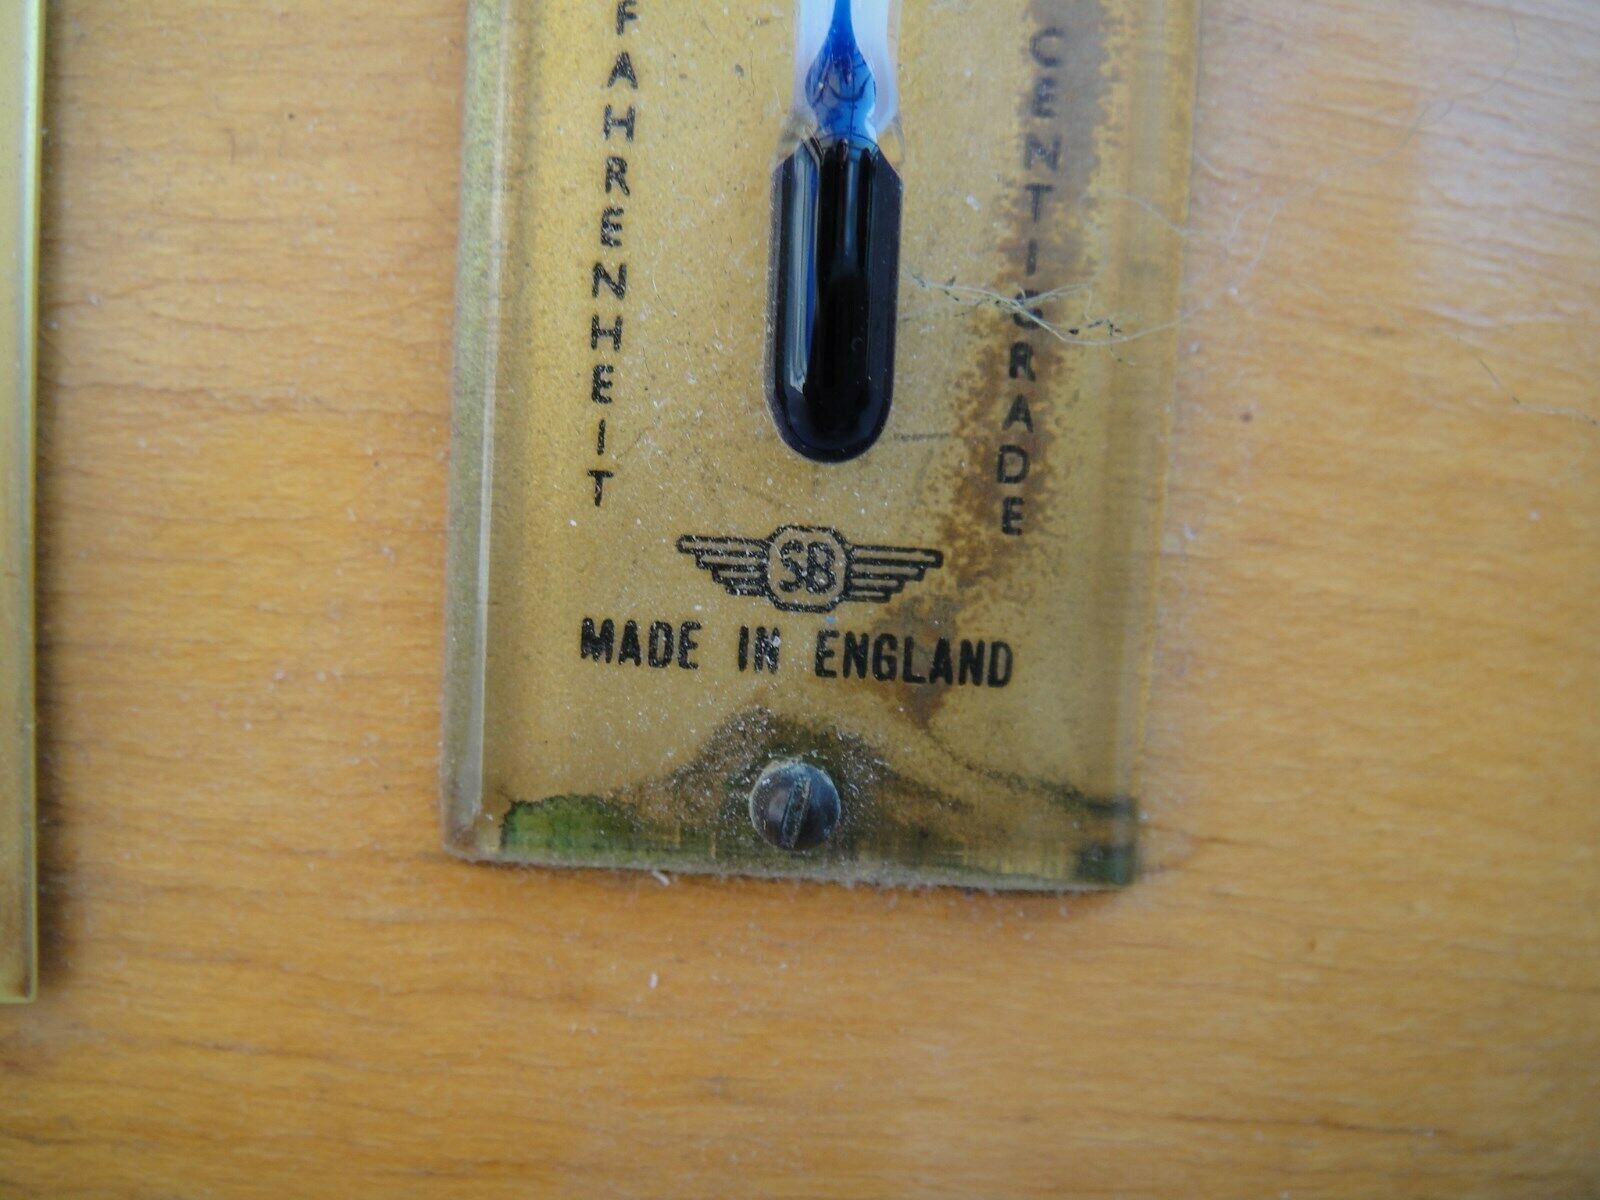 FAHRENHEIT
CENTIGRADE
SB
MADE IN ENGLAND